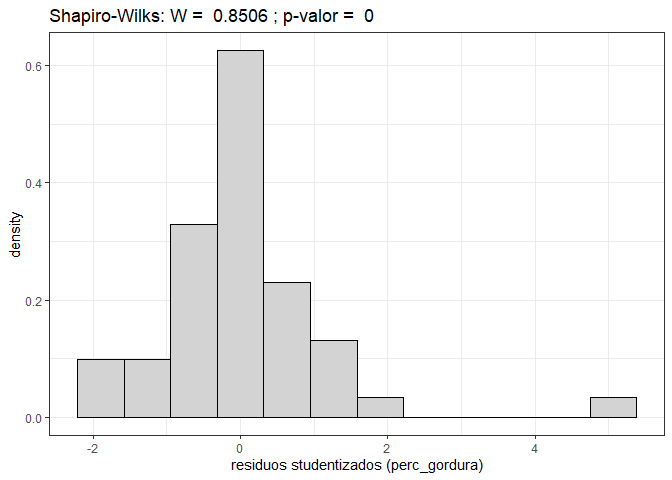 Shapiro-Wilks: W =  0.8506 ; p-valor =  0
density
0.6
0.4
0.2
0.0
-2 0 2 4
residuos studentizados (perc_gordura)